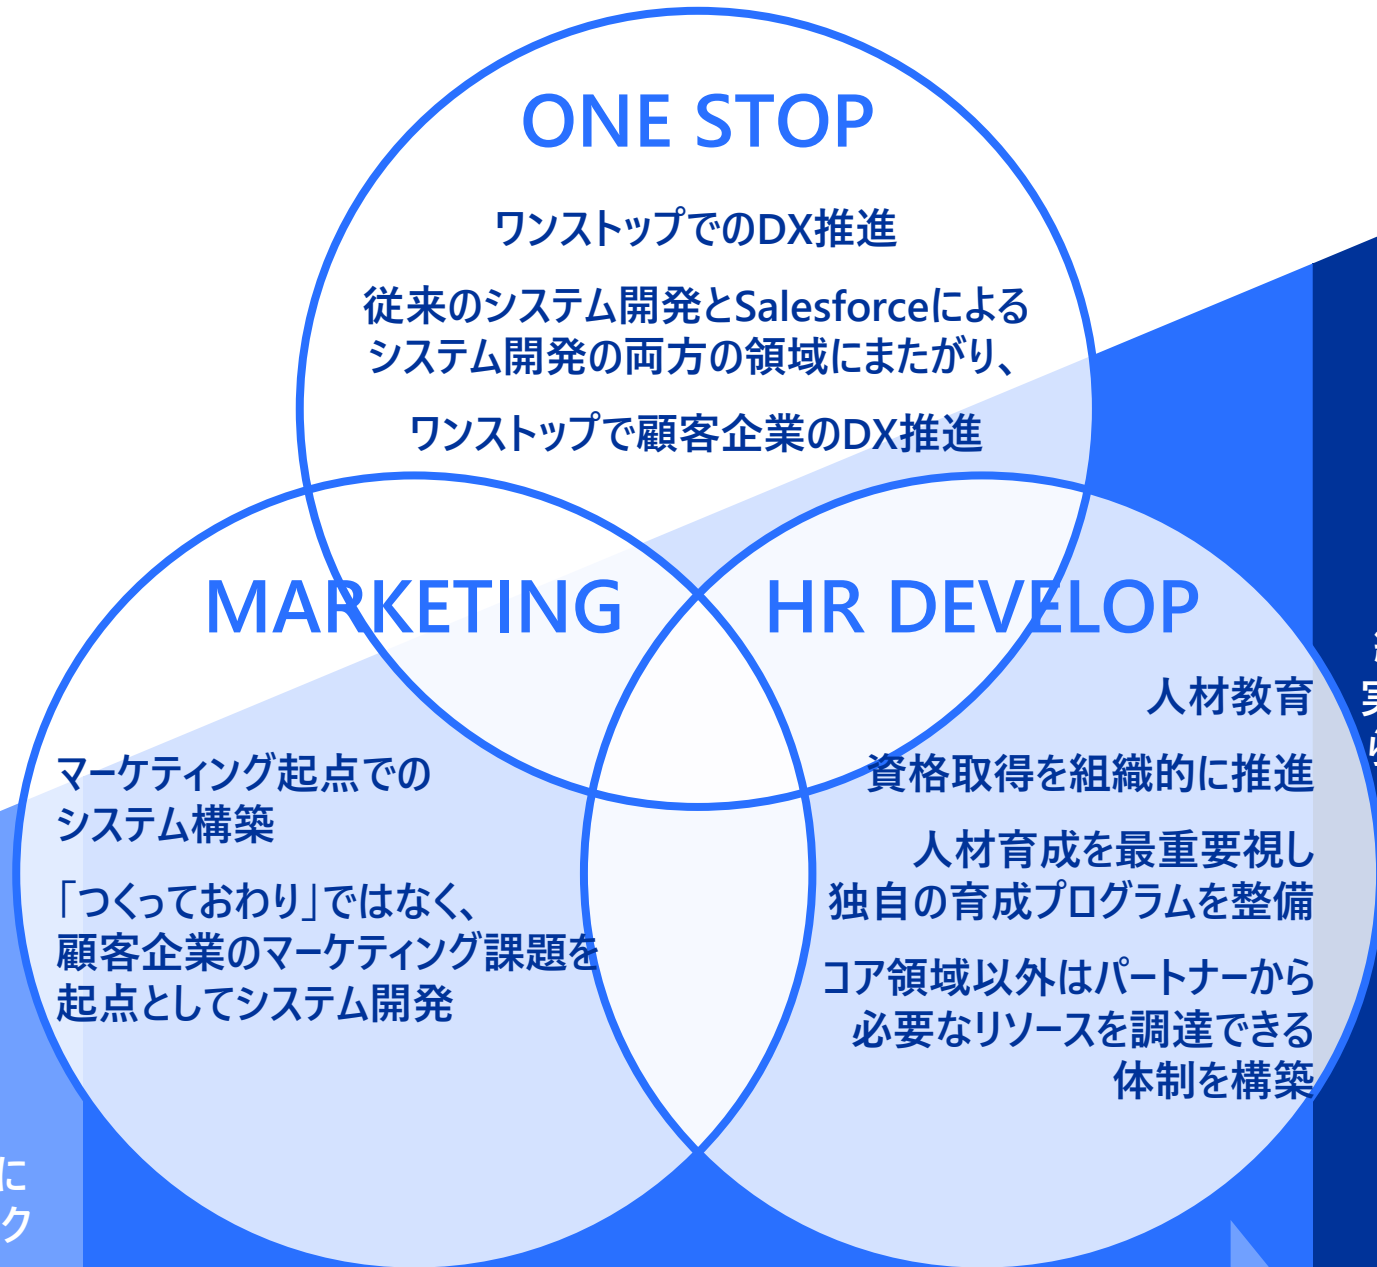 ONE STOP
ワンストップでのDX推進
従来のシステム開発とSalesforceによる
システム開発の両方の領域にまたがり、
ワンストップで顧客企業のDX推進
MARKETING
マーケティング起点での
システム構築
「つくっておわり」ではなく、
顧客企業のマーケティング課題を
起点としてシステム開発
HR DEVELOP
人材教育
資格取得を組織的に推進
人材育成を最重要視し
独自の育成プログラムを整備
コア領域以外はパートナーから
必要なリソースを調達できる
体制を構築
に
ク